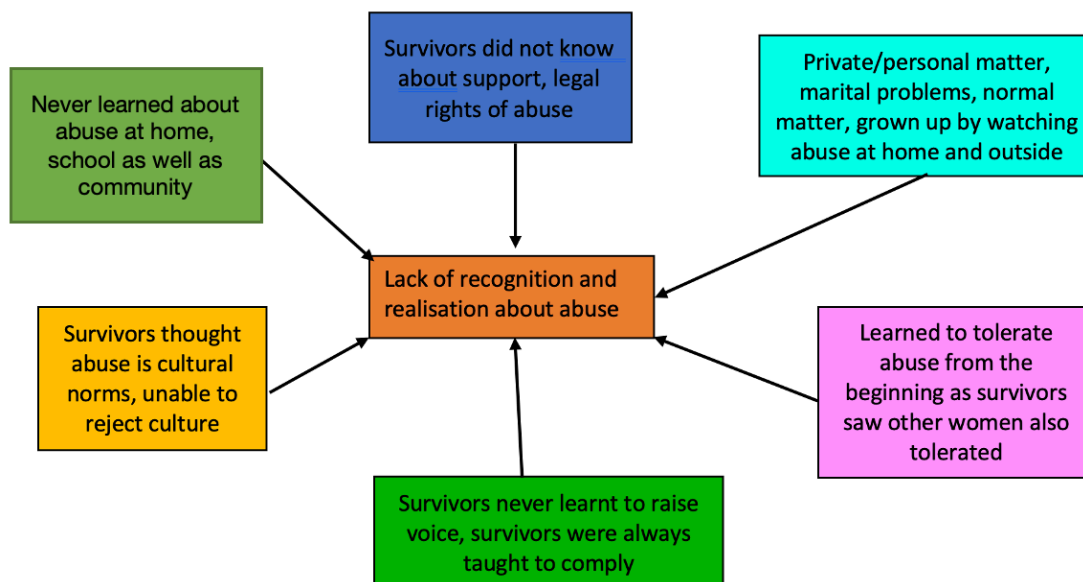 Survivors did not know
about support, legal
rights of abuse
Never learned about
abuse at home,
school as well as
community
Private/personal matter,
marital problems, normal
matter, grown up by watching
abuse at home and outside
Lack of recognition and
realisation about abuse
Survivors thought
abuse is cultural
norms, unable to
reject culture
Learned to tolerate
abuse from the
beginning as survivors
saw other women also
tolerated
Survivors never learnt to raise
voice, survivors were always
taught to comply